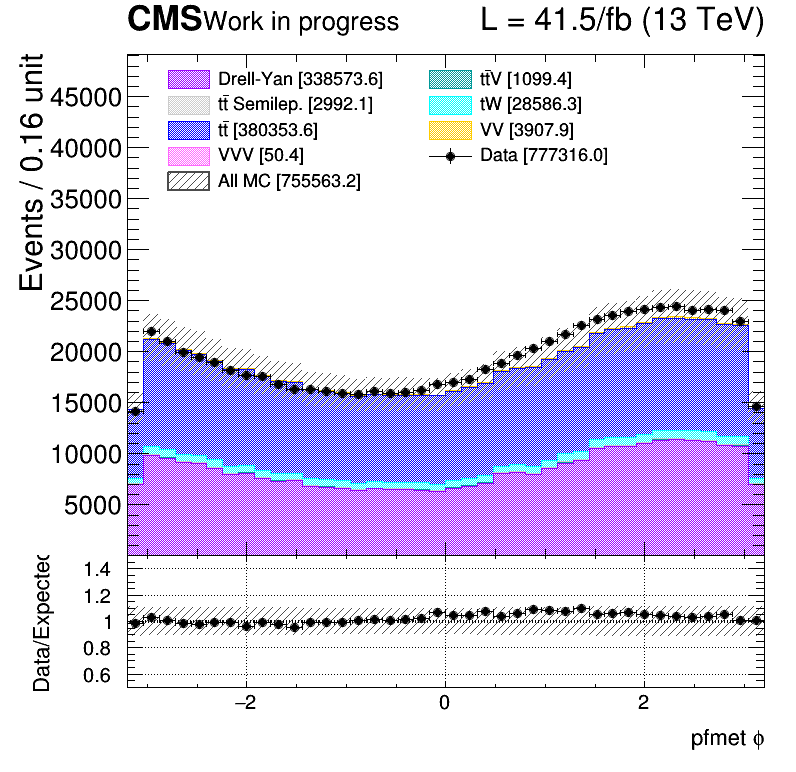 CMS Work in progress L = 41.5/fb (13 TeV)
Events / 0.16 unit
Drell-Yan [338573.6] tt̄V [1099.4]
tt̄ Semilep. [2992.1] tW [28586.3]
tt̄ [380353.6] VV [3907.9]
VVV [50.4] Data [777316.0]
All MC [755563.2]
45000
40000
35000
30000
25000
20000
15000
10000
5000
Data/Expected
1.4
1.2
1
0.8
0.6
−2 0 2
pfmet ϕ